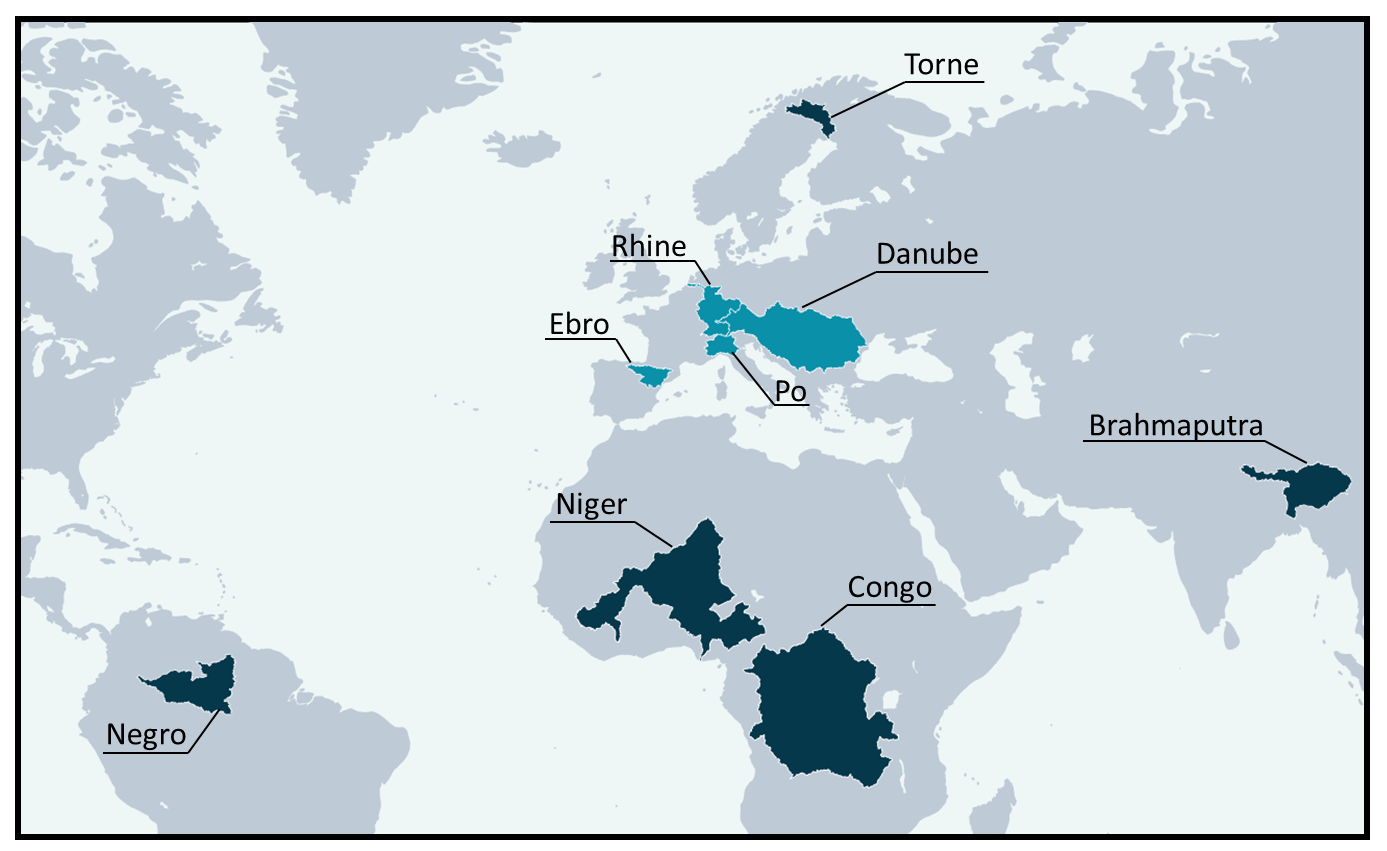 Torne
Rhine
Danube
Ebro
Po
Brahmaputra
Niger
Congo
Negro